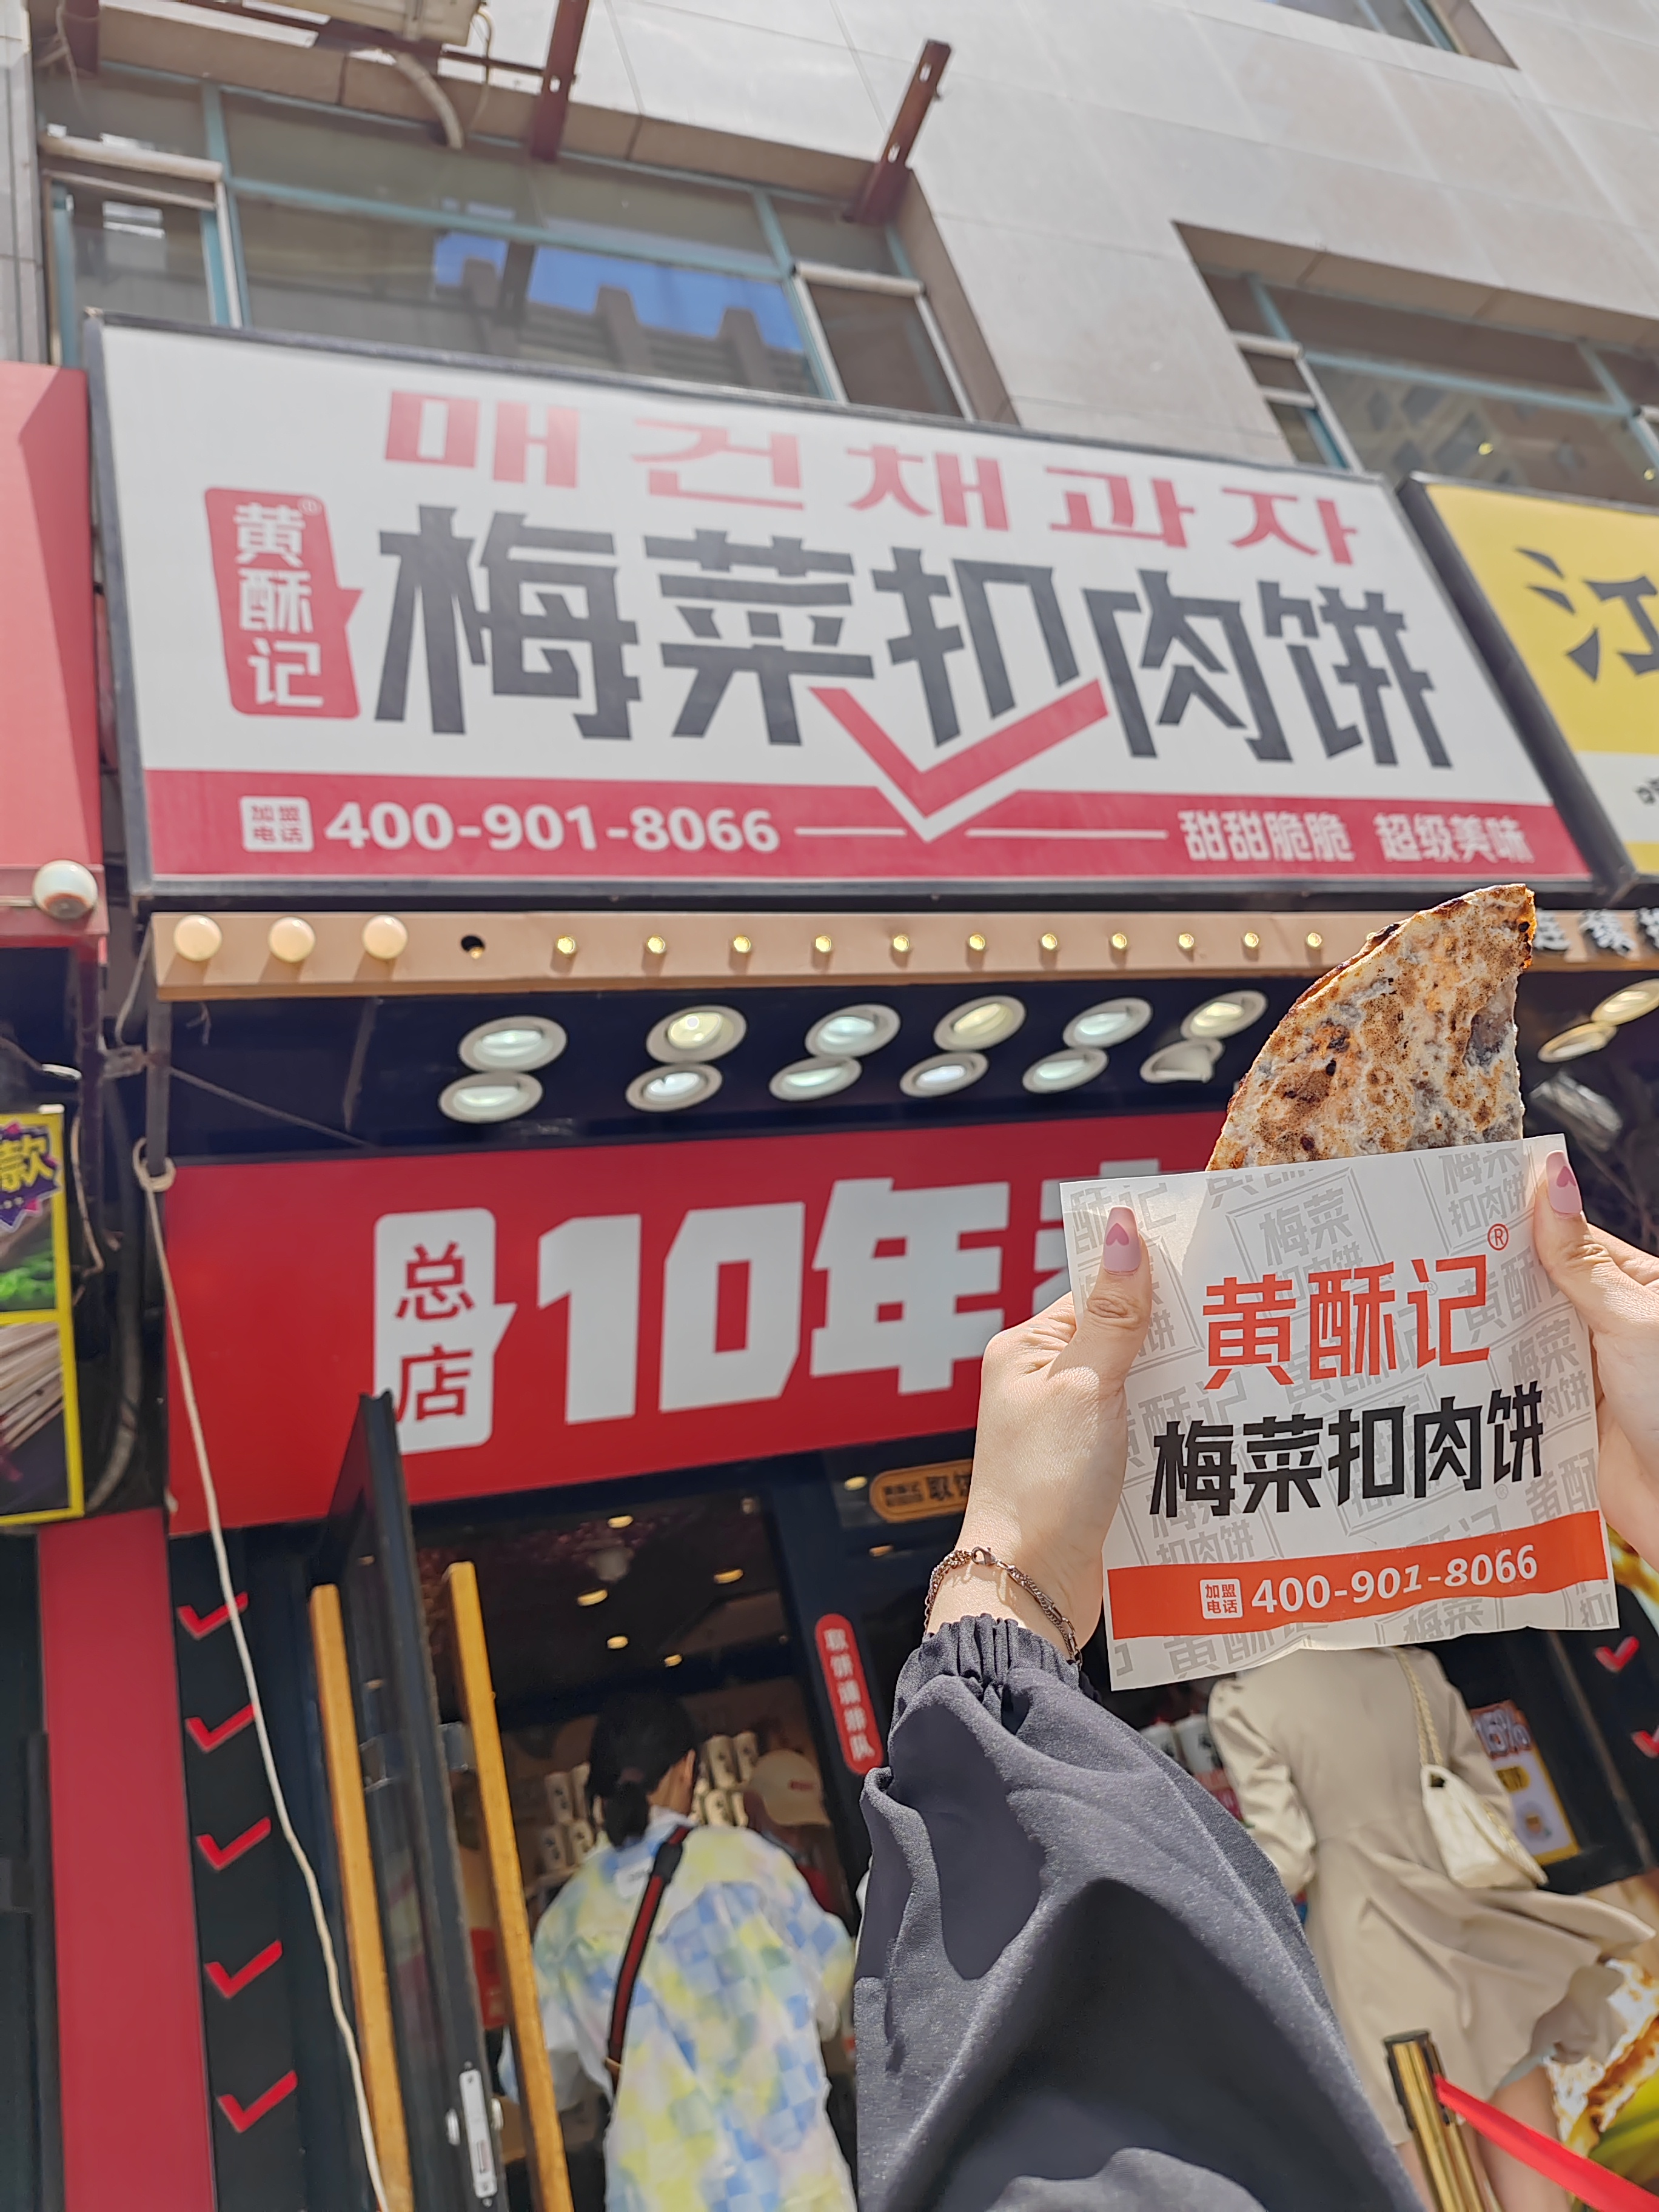 매건채과자
黄酥记®
梅菜扣肉饼
加盟电话 400-901-8066
甜甜脆脆 超级美味
江
款
总店
10年
取饼请排队
黄酥记®
梅菜扣肉饼
加盟电话 400-901-8066